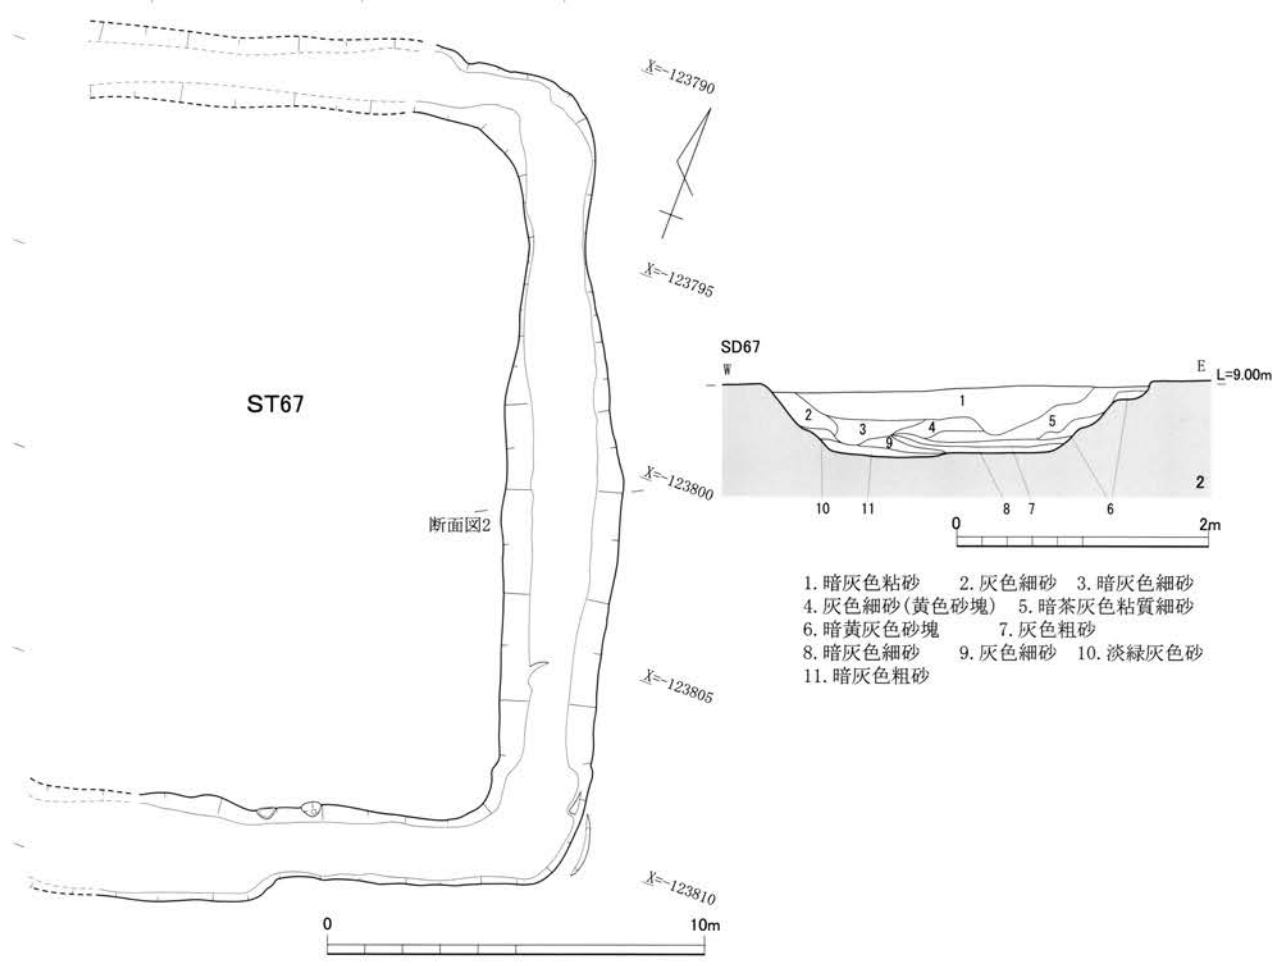 X=-123790
X=-123795
ST67
X=-123800
断面図2
X=-123805
X=-123810
0 10m
SD67
W E L=9.00m
1
2
3
4
5
9
2
10 11 8 7 6
0 2m
1. 暗灰色粘砂 2. 灰色細砂 3. 暗灰色細砂
4. 灰色細砂(黄色砂塊) 5. 暗茶灰色粘質細砂
6. 暗黄灰色砂塊 7. 灰色粗砂
8. 暗灰色細砂 9. 灰色細砂 10. 淡緑灰色砂
11. 暗灰色粗砂